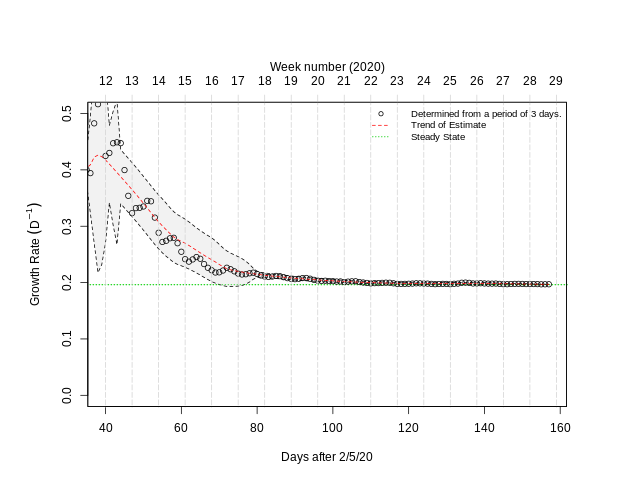 Week number (2020)
12 13 14 15 16 17 18 19 20 21 22 23 24 25 26 27 28 29
Determined from a period of 3 days.
Trend of Estimate
Steady State
0.5
0.4
0.3
0.2
0.1
0.0
Growth Rate (D⁻¹)
40 60 80 100 120 140 160
Days after 2/5/20